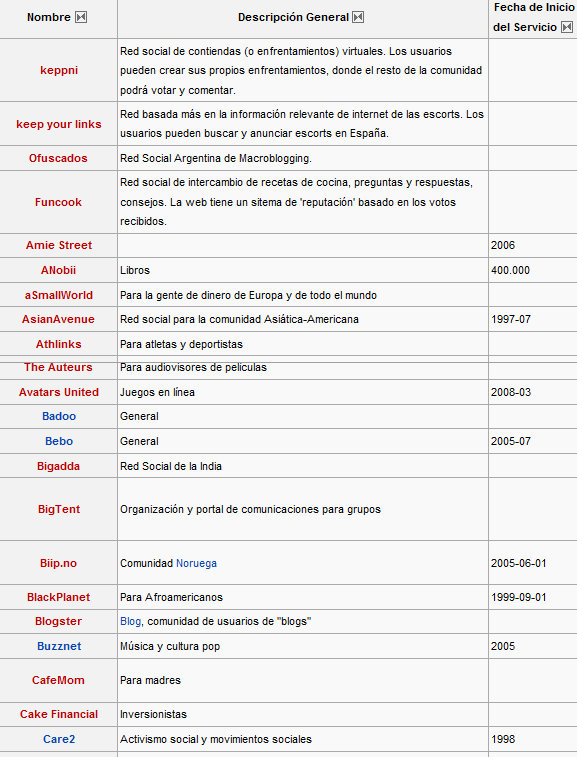 Nombre Descripción General Fecha de Inicio
del Servicio
keppni Red social de contiendas (o enfrentamientos) virtuales. Los usuarios
pueden crear sus propios enfrentamientos, donde el resto de la comunidad
podrá votar y comentar.
keep your links Red basada más en la información relevante de internet de las escorts. Los
usuarios pueden buscar y anunciar escorts en España.
Ofuscados Red Social Argentina de Macroblogging.
Funcook Red social de intercambio de recetas de cocina, preguntas y respuestas,
consejos. La web tiene un sitema de 'reputación' basado en los votos
recibidos.
Amie Street 2006
ANobii Libros 400.000
aSmallWorld Para la gente de dinero de Europa y de todo el mundo
AsianAvenue Red social para la comunidad Asiática-Americana 1997-07
Athlinks Para atletas y deportistas
The Auteurs Para audiovisores de peliculas
Avatars United Juegos en línea 2008-03
Badoo General
Bebo General 2005-07
Bigadda Red Social de la India
BigTent Organización y portal de comunicaciones para grupos
Biip.no Comunidad Noruega 2005-06-01
BlackPlanet Para Afroamericanos 1999-09-01
Blogster Blog, comunidad de usuarios de "blogs"
Buzznet Música y cultura pop 2005
CafeMom Para madres
Cake Financial Inversionistas
Care2 Activismo social y movimientos sociales 1998